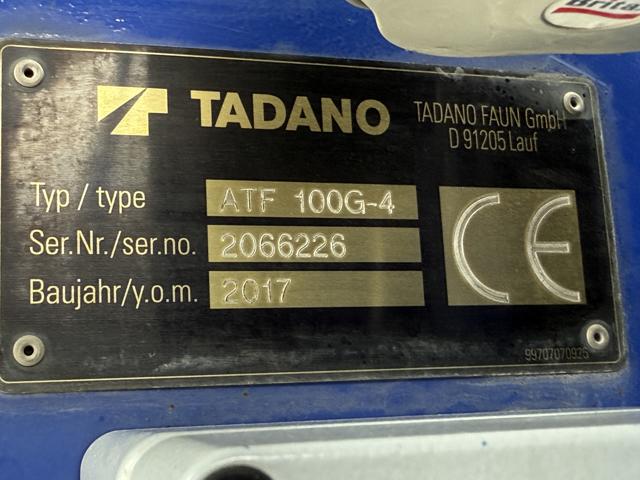 TADANO
TADANO FAUN GmbH
D 91205 Lauf
Typ / type ATF 100G-4
Ser.Nr./ser.no. 2066226
Baujahr/y.o.m. 2017
CE
99707070926